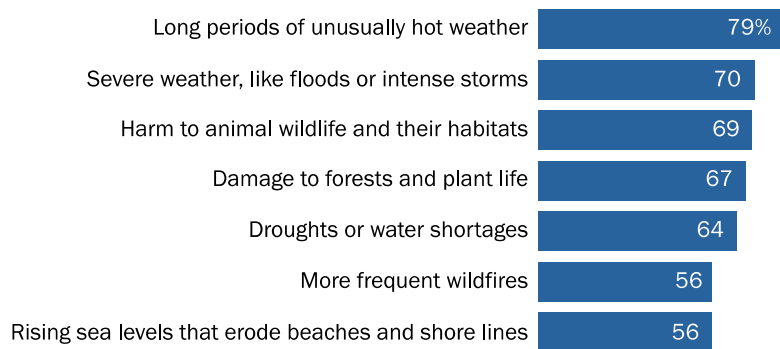 Long periods of unusually hot weather 79%
Severe weather, like floods or intense storms 70
Harm to animal wildlife and their habitats 69
Damage to forests and plant life 67
Droughts or water shortages 64
More frequent wildfires 56
Rising sea levels that erode beaches and shore lines 56